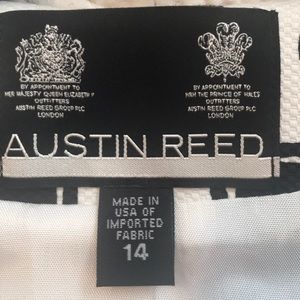 BY APPOINTMENT TO
HER MAJESTY QUEEN ELIZABETH II
OUTFITTERS
AUSTIN REED GROUP PLC
LONDON
BY APPOINTMENT TO
HRH THE PRINCE OF WALES
OUTFITTERS
AUSTIN REED GROUP PLC
LONDON
AUSTIN REED
MADE IN
USA OF
IMPORTED
FABRIC
14